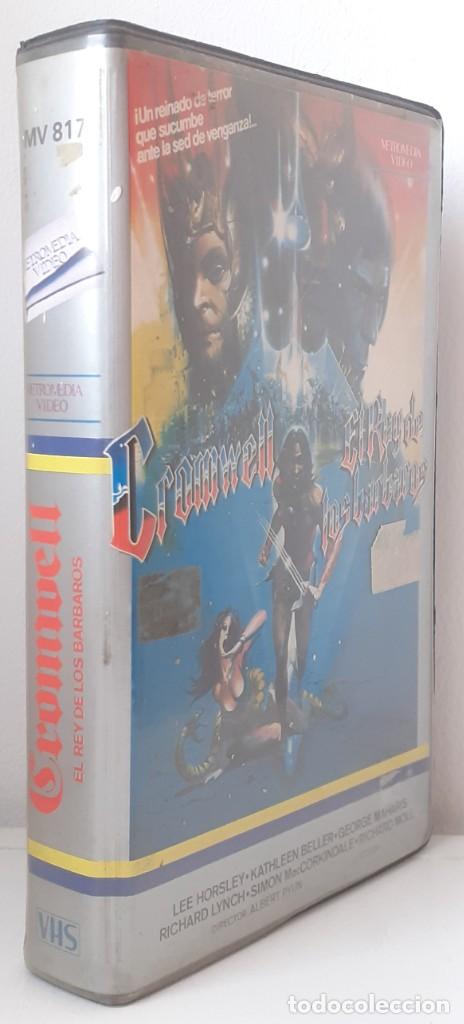 MV 817
METROMEDIA
VIDEO
METROMEDIA
VIDEO
Cromwell
EL REY DE LOS BARBAROS
VHS
¡Un reinado de terror
que sucumbe
ante la sed de venganza!...
METROMEDIA
VIDEO
Cromwell
El Rey de
los barbaros
LEE HORSLEY • KATHLEEN BELLER • GEORGE MAHARIS
RICHARD LYNCH • SIMON MacCORKINDALE • RICHARD MOLL
DIRECTOR: ALBERT PYUN
todocoleccion
todocoleccion.net